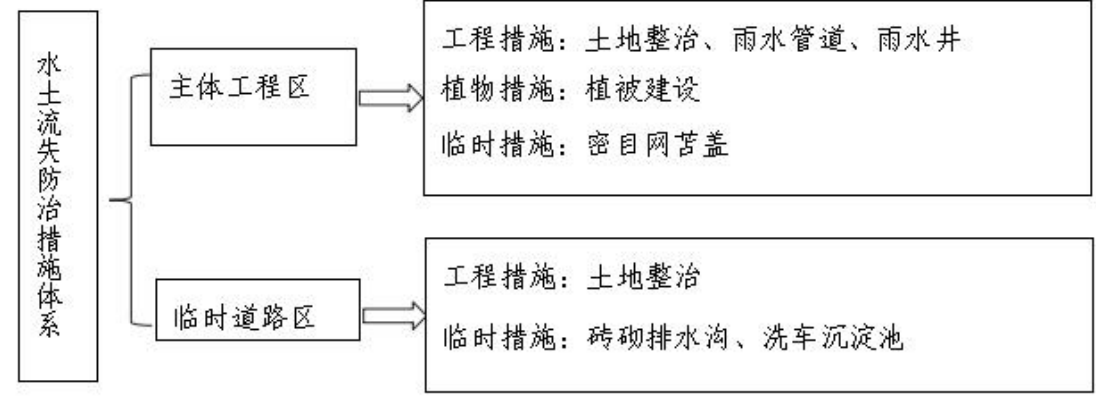 水土流失防治措施体系
主体工程区
工程措施：土地整治、雨水管道、雨水井
植物措施：植被建设
临时措施：密目网苫盖
临时道路区
工程措施：土地整治
临时措施：砖砌排水沟、洗车沉淀池